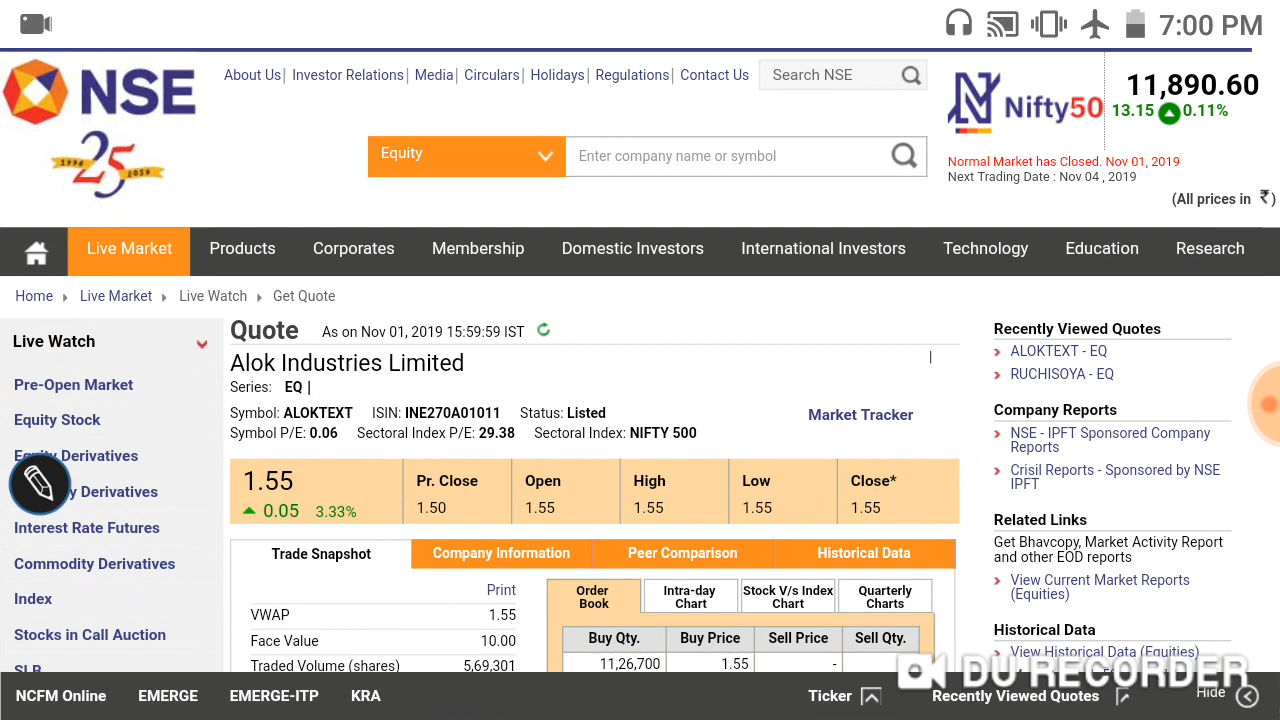 7:00 PM
NSE
1994 25 2019
About Us| Investor Relations| Media| Circulars| Holidays| Regulations| Contact Us
Search NSE
Equity
Enter company name or symbol
Nifty50
11,890.60
13.15 0.11%
Normal Market has Closed. Nov 01, 2019
Next Trading Date : Nov 04 , 2019
(All prices in ₹)
Live Market Products Corporates Membership Domestic Investors International Investors Technology Education Research
Home Live Market Live Watch Get Quote
Live Watch
Pre-Open Market
Equity Stock
Equity Derivatives
Derivatives
Interest Rate Futures
Commodity Derivatives
Index
Stocks in Call Auction
SLB
Quote As on Nov 01, 2019 15:59:59 IST
Alok Industries Limited |
Series: EQ |
Symbol: ALOKTEXT ISIN: INE270A01011 Status: Listed
Market Tracker
Symbol P/E: 0.06 Sectoral Index P/E: 29.38 Sectoral Index: NIFTY 500
1.55 Pr. Close Open High Low Close*
0.05 3.33% 1.50 1.55 1.55 1.55 1.55
Trade Snapshot Company Information Peer Comparison Historical Data
Print
VWAP 1.55
Face Value 10.00
Traded Volume (shares) 5,69,301
Order Book
Intra-day Chart
Stock V/s Index Chart
Quarterly Charts
Buy Qty. Buy Price Sell Price Sell Qty.
11,26,700 1.55 -
Recently Viewed Quotes
ALOKTEXT - EQ
RUCHISOYA - EQ
Company Reports
NSE - IPFT Sponsored Company
Reports
Crisil Reports - Sponsored by NSE
IPFT
Related Links
Get Bhavcopy, Market Activity Report
and other EOD reports
View Current Market Reports
(Equities)
Historical Data
View Historical Data (Equities)
DU RECORDER
NCFM Online EMERGE EMERGE-ITP KRA Ticker Recently Viewed Quotes Hide